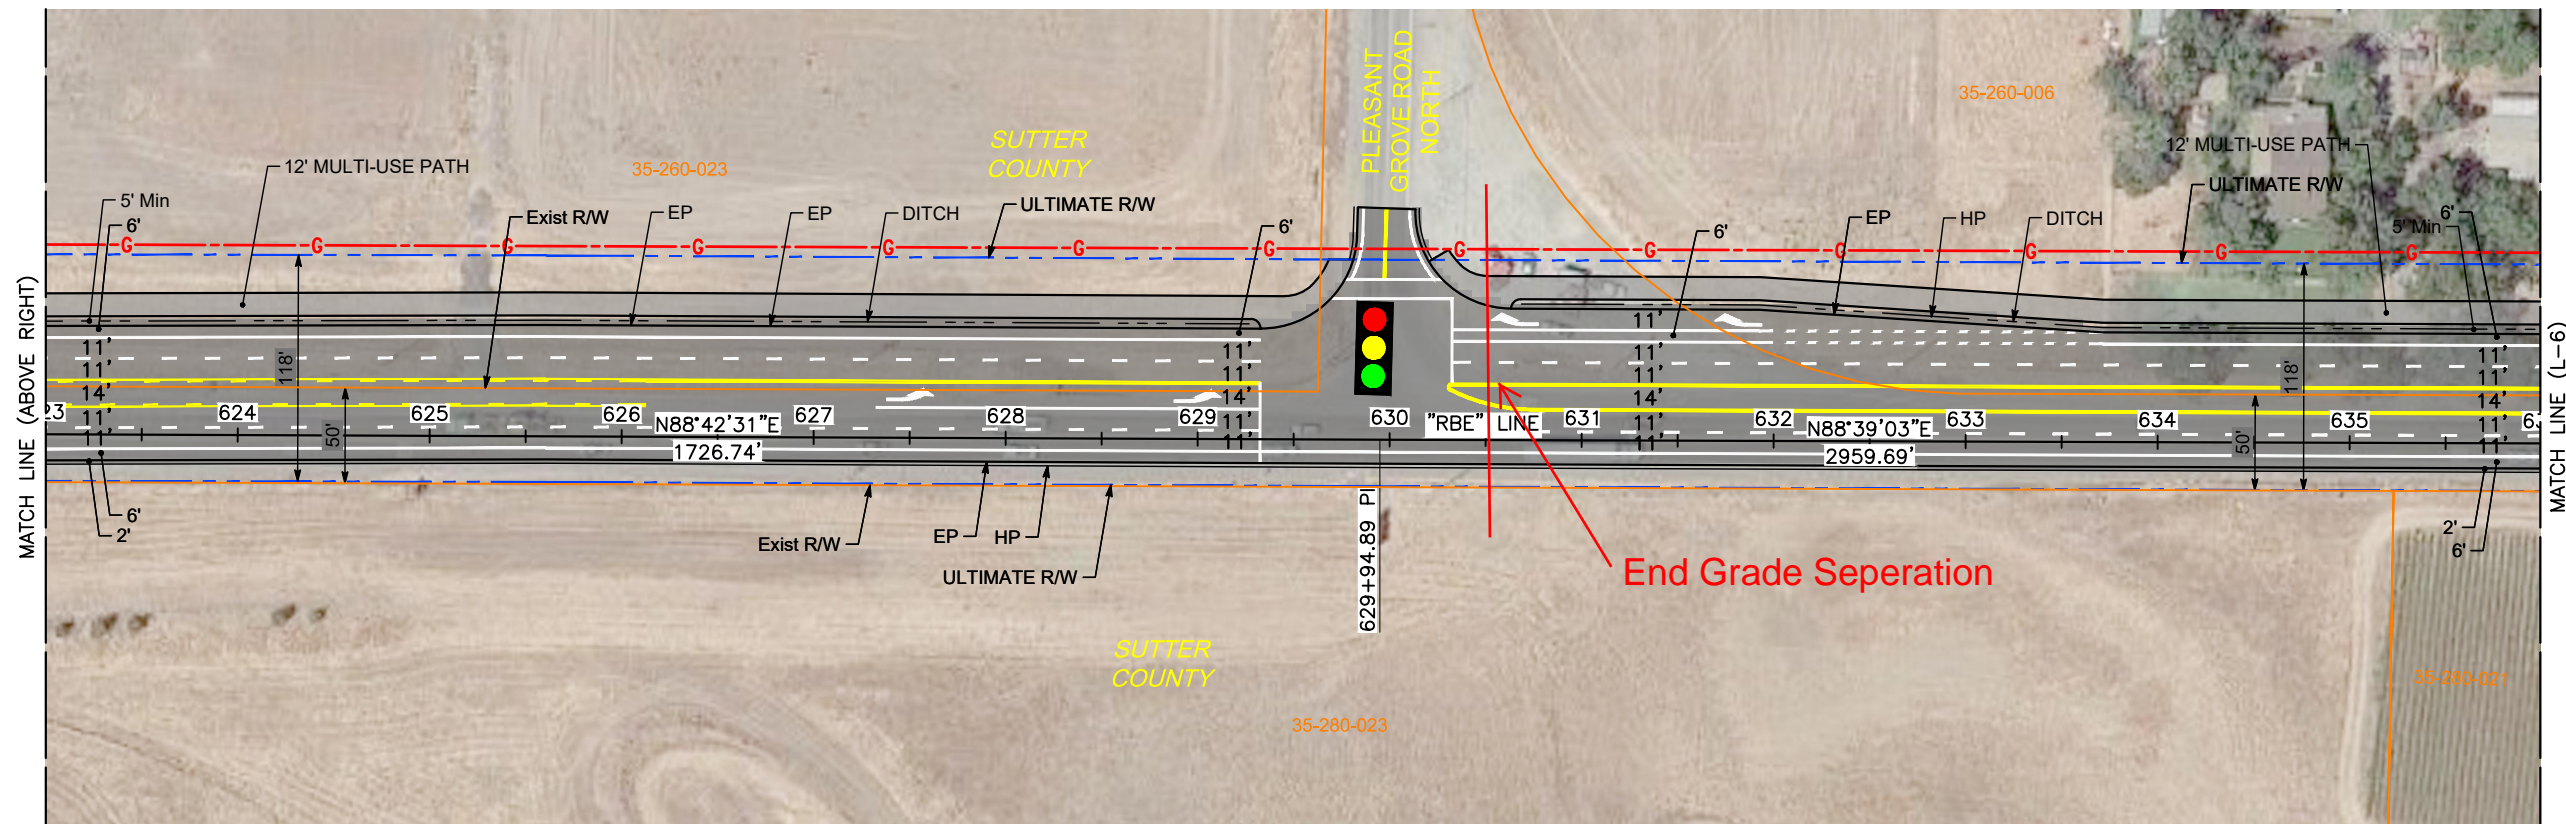 PLEASANT
GROVE ROAD
NORTH
35-260-006
SUTTER
COUNTY
35-260-023
12' MULTI-USE PATH
12' MULTI-USE PATH
5' Min
6'
Exist R/W
EP
EP
DITCH
ULTIMATE R/W
6'
6'
EP
HP
DITCH
ULTIMATE R/W
6'
5' Min
G G G G G G G G G G G G G
MATCH LINE (ABOVE RIGHT)
MATCH LINE (L-6)
11'
11'
14'
11'
11'
118'
50'
11'
11'
14'
11'
11'
11'
11'
14'
11'
11'
118'
50'
11'
11'
14'
11'
11'
23 624 625 626 627 628 629 630 "RBE" LINE 631 632 633 634 635
N88°42'31"E
1726.74'
N88°39'03"E
2959.69'
6'
2'
Exist R/W
EP
HP
ULTIMATE R/W
629+94.89 PI
2'
6'
End Grade Seperation
SUTTER
COUNTY
35-280-023
35-280-021